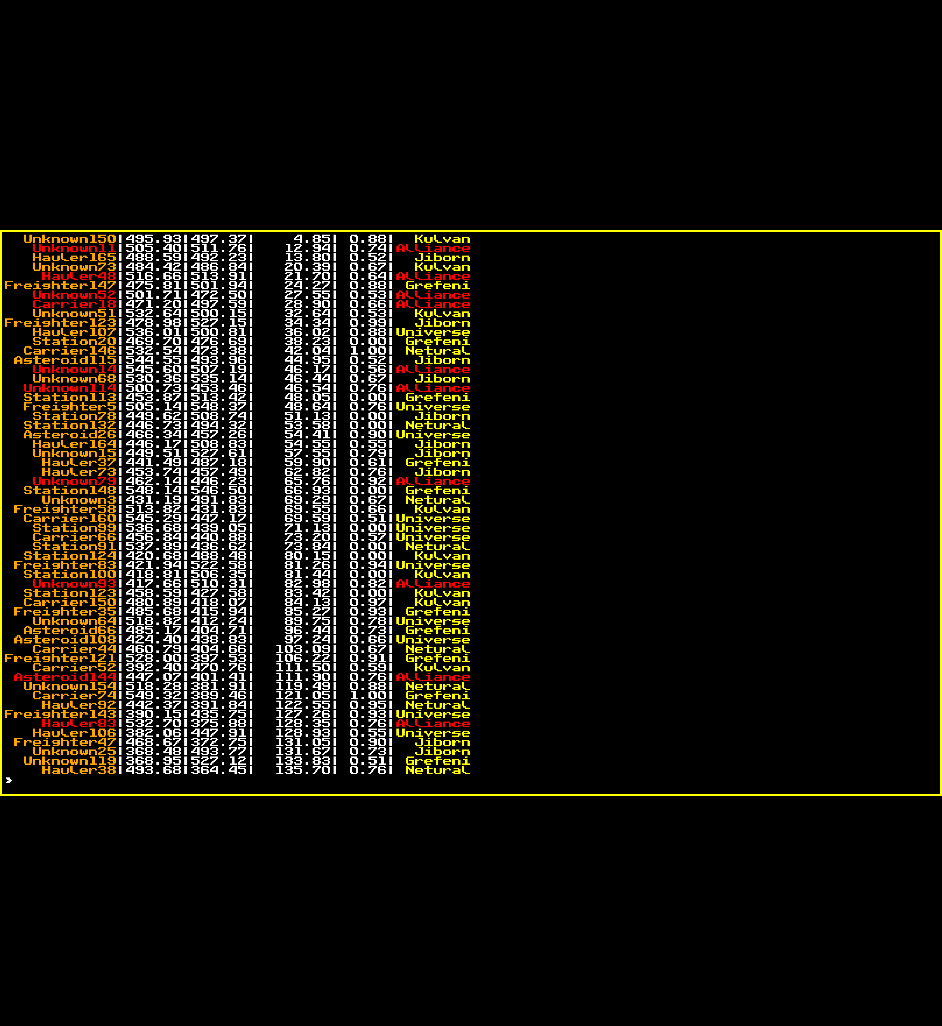 Unknown150|495.93|497.37| 4.85| 0.88| Kulvan
Unknown11|505.40|511.76| 12.94| 0.74|Alliance
Hauler165|488.59|492.23| 13.80| 0.52| Jiborn
Unknown73|484.42|486.84| 20.39| 0.67| Kulvan
Hauler48|516.66|513.91| 21.70| 0.64|Alliance
Freighter147|475.81|501.94| 24.27| 0.88| Grefeni
Unknown52|501.71|472.50| 27.55| 0.53|Alliance
Carrier18|471.20|497.59| 28.90| 0.66|Alliance
Unknown51|532.64|500.15| 32.64| 0.53| Kulvan
Freighter123|478.98|527.15| 34.34| 0.99| Jiborn
Hauler107|536.01|500.81| 36.02| 0.88|Universe
Station20|469.70|476.69| 38.23| 0.00| Grefeni
Carrier146|532.54|473.38| 42.04| 1.00| Netural
Asteroid115|544.55|493.96| 44.95| 0.52| Jiborn
Unknown14|545.60|507.19| 46.17| 0.56|Alliance
Unknown68|530.36|535.14| 46.44| 0.67| Jiborn
Unknown114|500.73|453.46| 46.54| 0.76|Alliance
Station113|453.87|513.42| 48.05| 0.00| Grefeni
Freighter5|505.14|548.37| 48.64| 0.76|Universe
Station78|449.62|508.74| 51.13| 0.00| Jiborn
Station132|446.73|494.32| 53.58| 0.00| Netural
Asteroid26|466.34|457.26| 54.41| 0.90|Universe
Hauler164|446.17|508.83| 54.55| 0.55| Jiborn
Unknown15|449.51|527.61| 57.55| 0.79| Jiborn
Hauler37|441.49|487.18| 59.90| 0.61| Grefeni
Hauler73|453.74|457.49| 62.82| 0.76| Jiborn
Unknown79|462.14|446.23| 65.76| 0.92|Alliance
Station148|548.14|546.50| 66.93| 0.00| Grefeni
Unknown3|431.19|491.83| 69.29| 0.67| Netural
Freighter58|513.82|431.83| 69.55| 0.66| Kulvan
Carrier160|545.29|447.17| 69.59| 0.51|Universe
Station99|536.68|439.05| 71.13| 0.00|Universe
Carrier66|456.84|440.88| 73.20| 0.57|Universe
Station91|537.89|436.52| 73.94| 0.00| Netural
Station124|420.68|488.48| 80.15| 0.00| Kulvan
Freighter83|421.94|522.58| 81.26| 0.94|Universe
Station100|418.81|506.35| 81.44| 0.00| Kulvan
Unknown93|417.66|510.31| 82.98| 0.82|Alliance
Station123|458.59|427.58| 83.42| 0.00| Kulvan
Carrier150|480.89|418.07| 84.13| 0.97| Kulvan
Freighter35|485.68|415.94| 85.27| 0.93| Grefeni
Unknown64|518.82|412.24| 89.75| 0.78|Universe
Asteroid66|485.17|404.71| 96.44| 0.73| Grefeni
Asteroid108|424.40|438.83| 97.24| 0.66|Universe
Carrier44|460.79|404.66| 103.09| 0.67| Netural
Freighter121|528.00|397.53| 106.22| 0.91| Grefeni
Carrier52|392.40|470.76| 111.50| 0.59| Kulvan
Asteroid144|447.07|401.41| 111.90| 0.76|Alliance
Unknown154|518.28|381.91| 119.49| 0.88| Netural
Carrier74|549.32|389.46| 121.05| 1.00| Grefeni
Hauler92|442.37|391.84| 122.55| 0.95| Netural
Freighter143|390.15|435.75| 127.26| 0.93|Universe
Hauler83|532.70|375.88| 128.35| 0.76|Alliance
Hauler106|382.06|447.91| 128.93| 0.55|Universe
Freighter47|468.67|372.75| 131.05| 0.90| Jiborn
Unknown25|368.48|493.77| 131.67| 0.73| Jiborn
Unknown119|368.95|527.12| 133.83| 0.51| Grefeni
Hauler38|493.68|364.45| 135.70| 0.76| Netural
>